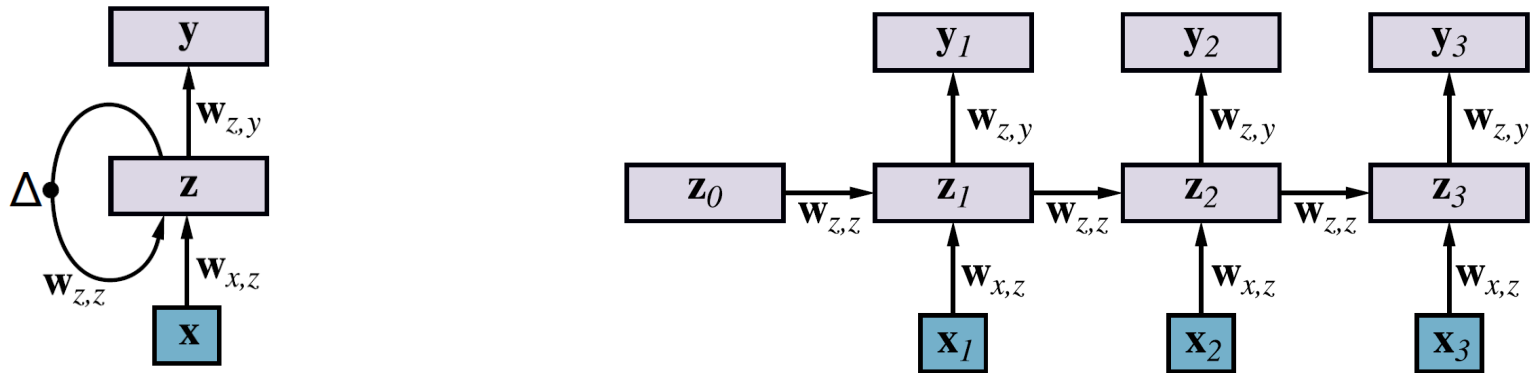 y
w_{z,y}
Δ
z
w_{z,z}
w_{x,z}
x
y_1 y_2 y_3
w_{z,y} w_{z,y} w_{z,y}
z_0 z_1 z_2 z_3
w_{z,z} w_{z,z} w_{z,z}
w_{x,z} w_{x,z} w_{x,z}
x_1 x_2 x_3